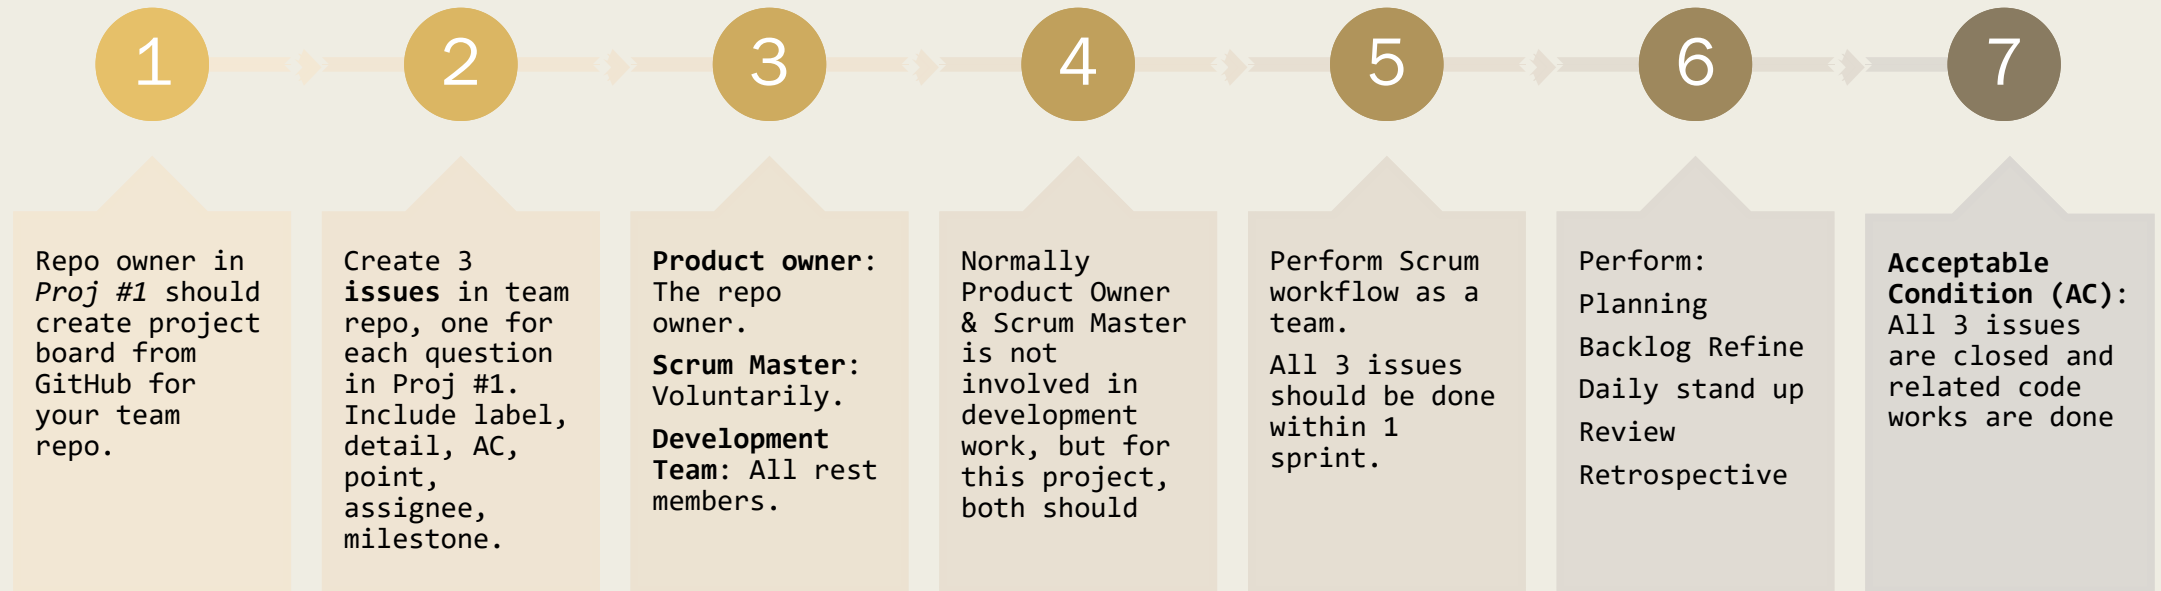 1
2
3
4
5
6
7
Repo owner in
Proj #1 should
create project
board from
GitHub for
your team
repo.
Create 3
issues in team
repo, one for
each question
in Proj #1.
Include label,
detail, AC,
point,
assignee,
milestone.
Product owner:
The repo
owner.
Scrum Master:
Voluntarily.
Development
Team: All rest
members.
Normally
Product Owner
& Scrum Master
is not
involved in
development
work, but for
this project,
both should
Perform Scrum
workflow as a
team.
All 3 issues
should be done
within 1
sprint.
Perform:
Planning
Backlog Refine
Daily stand up
Review
Retrospective
Acceptable
Condition (AC):
All 3 issues
are closed and
related code
works are done